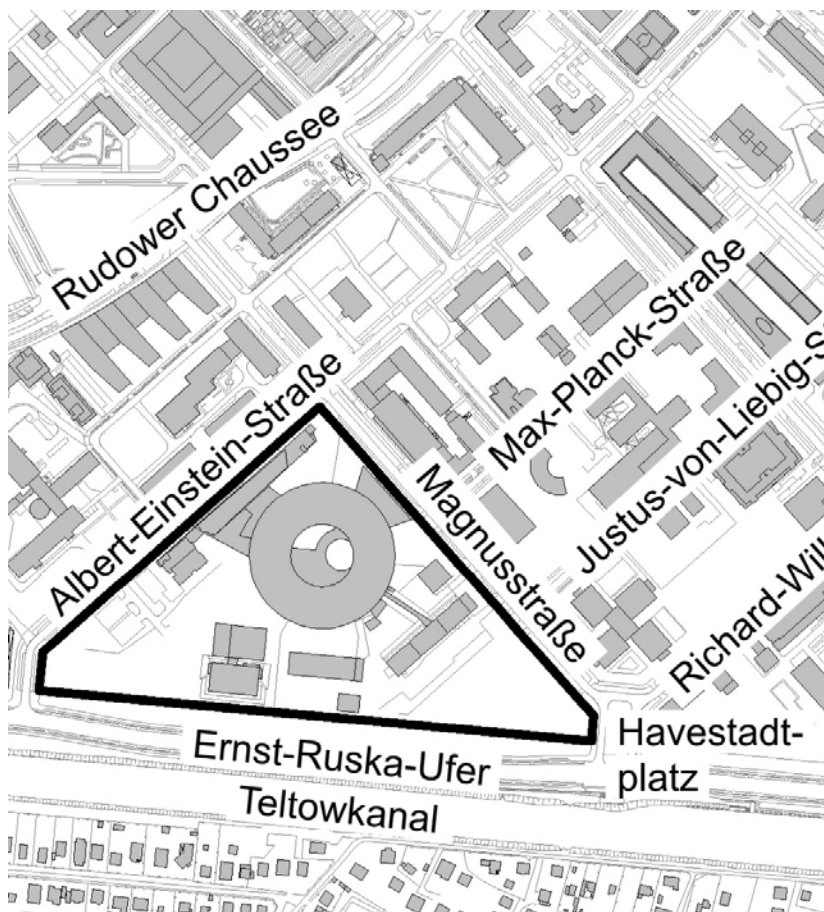 Rudower Chaussee
Albert-Einstein-Straße
Max-Planck-Straße
Magnusstraße
Justus-von-Liebig-S
Richard-Will
Havestadt-
platz
Ernst-Ruska-Ufer
Teltowkanal